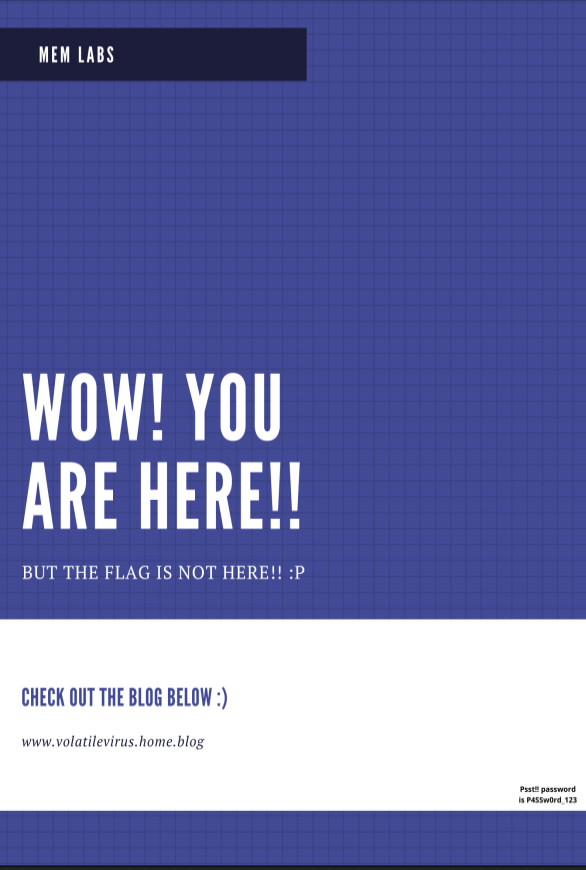 MEM LABS
WOW! YOU
ARE HERE!!
BUT THE FLAG IS NOT HERE!! :P
CHECK OUT THE BLOG BELOW :)
www.volatilevirus.home.blog
Psst!! password
is P4SSw0rd_123